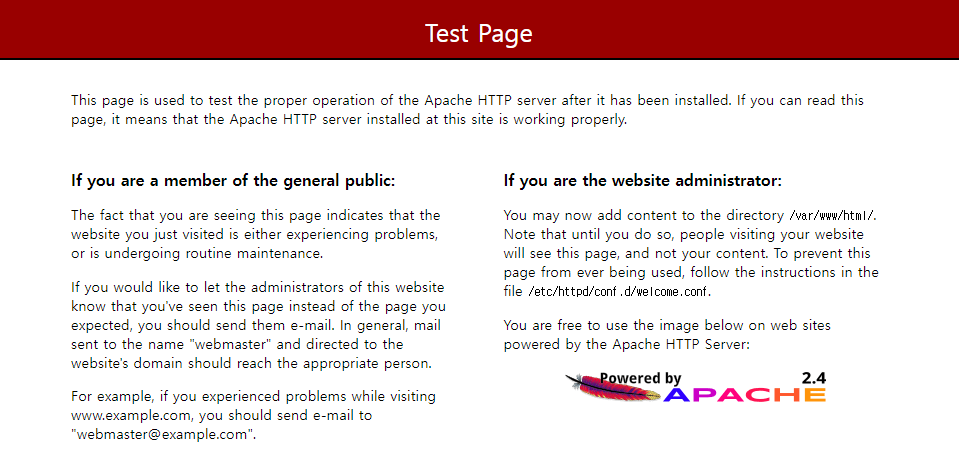 Test Page
This page is used to test the proper operation of the Apache HTTP server after it has been installed. If you can read this
page, it means that the Apache HTTP server installed at this site is working properly.
If you are a member of the general public:
The fact that you are seeing this page indicates that the
website you just visited is either experiencing problems,
or is undergoing routine maintenance.
If you would like to let the administrators of this website
know that you've seen this page instead of the page you
expected, you should send them e-mail. In general, mail
sent to the name "webmaster" and directed to the
website's domain should reach the appropriate person.
For example, if you experienced problems while visiting
www.example.com, you should send e-mail to
"webmaster@example.com".
If you are the website administrator:
You may now add content to the directory /var/www/html/.
Note that until you do so, people visiting your website
will see this page, and not your content. To prevent this
page from ever being used, follow the instructions in the
file /etc/httpd/conf.d/welcome.conf.
You are free to use the image below on web sites
powered by the Apache HTTP Server:
Powered by 2.4
APACHE